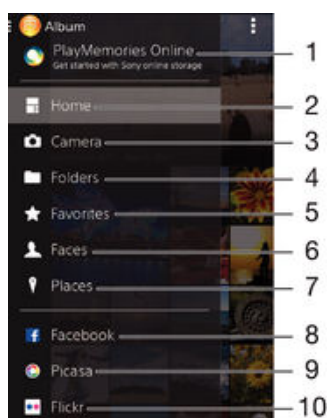 Album
PlayMemories Online 1
Get started with Sony online storage
Home 2
Camera 3
Folders 4
Favorites 5
Faces 6
Places 7
Facebook 8
Picasa 9
Flickr 10